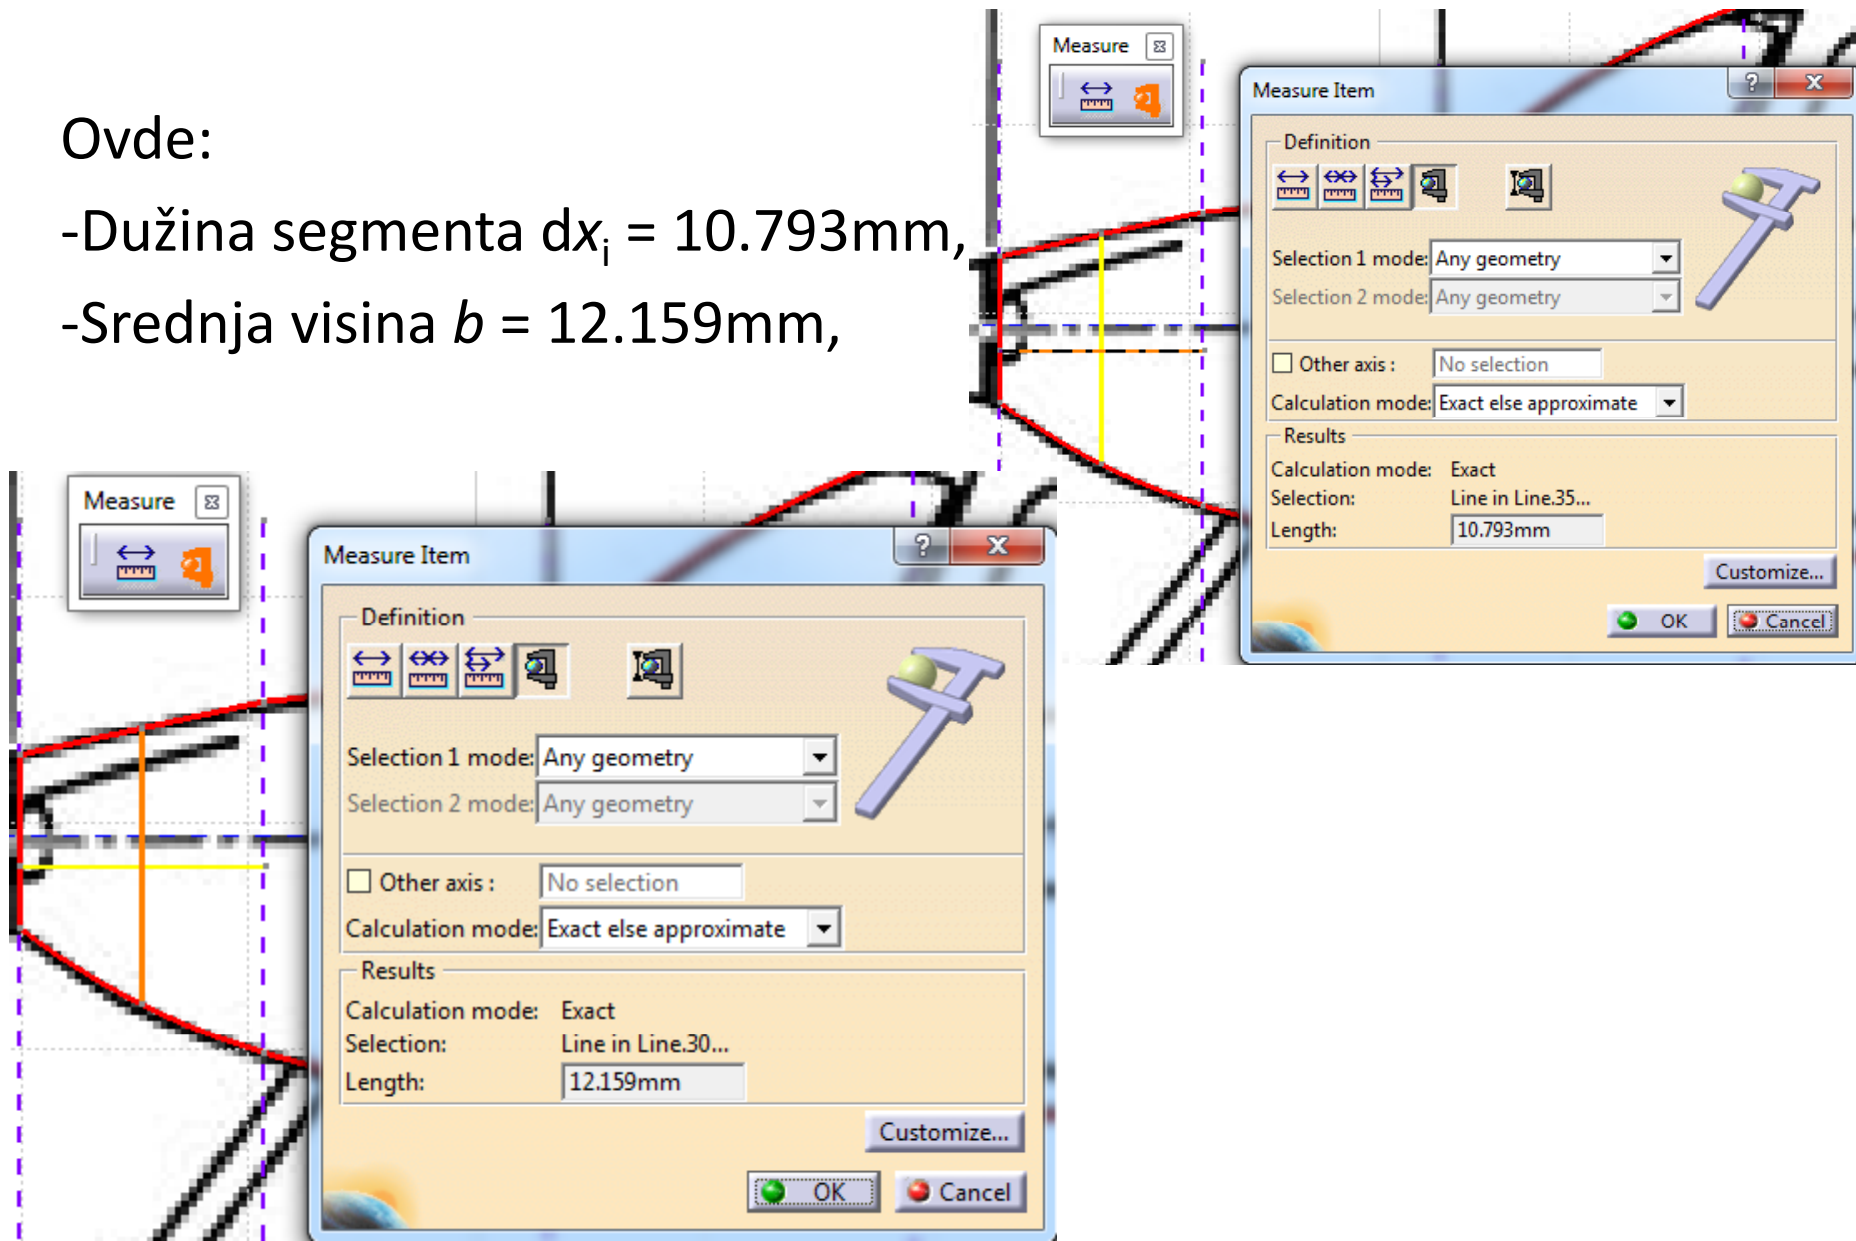 Ovde:
-Dužina segmenta dxi = 10.793mm,
-Srednja visina b = 12.159mm,
Measure
Measure Item
Definition
Selection 1 mode: Any geometry
Selection 2 mode: Any geometry
Other axis : No selection
Calculation mode: Exact else approximate
Results
Calculation mode: Exact
Selection: Line in Line.35...
Length: 10.793mm
Customize...
OK Cancel
Measure
Measure Item
Definition
Selection 1 mode: Any geometry
Selection 2 mode: Any geometry
Other axis : No selection
Calculation mode: Exact else approximate
Results
Calculation mode: Exact
Selection: Line in Line.30...
Length: 12.159mm
Customize...
OK Cancel